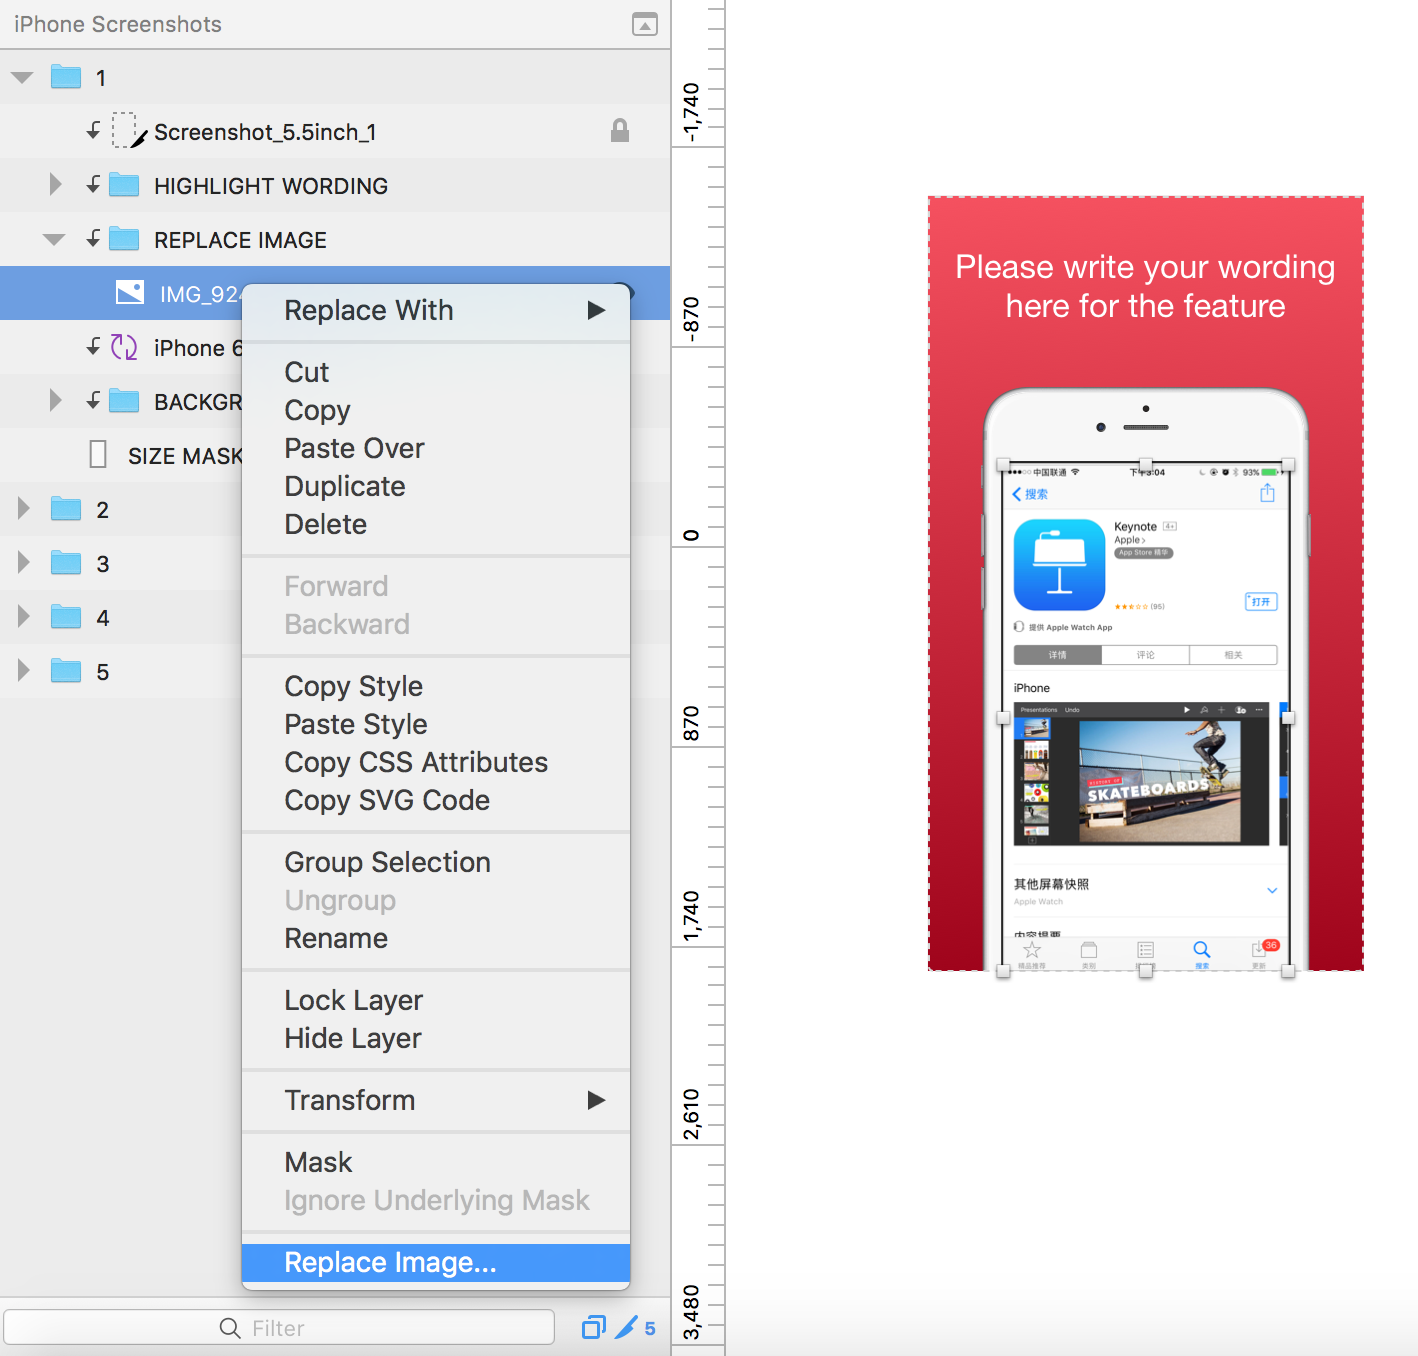 iPhone Screenshots
1
Screenshot_5.5inch_1
HIGHLIGHT WORDING
REPLACE IMAGE
IMG_924
iPhone 6
BACKGR
SIZE MASK
2
3
4
5
Replace With
Cut
Copy
Paste Over
Duplicate
Delete
Forward
Backward
Copy Style
Paste Style
Copy CSS Attributes
Copy SVG Code
Group Selection
Ungroup
Rename
Lock Layer
Hide Layer
Transform
Mask
Ignore Underlying Mask
Replace Image...
Filter
5
-1,740
-870
0
870
1,740
2,610
3,480
Please write your wording
here for the feature
中国联通 下午3:04 93%
搜索
Keynote 4+
Apple >
App Store 精华
(95)
打开
提供 Apple Watch App
详情 评论 相关
iPhone
Presentations Undo
HISTORY OF
SKATEBOARDS
其他屏幕快照
Apple Watch
内容提要
36
精品推荐 类别 搜索 更新